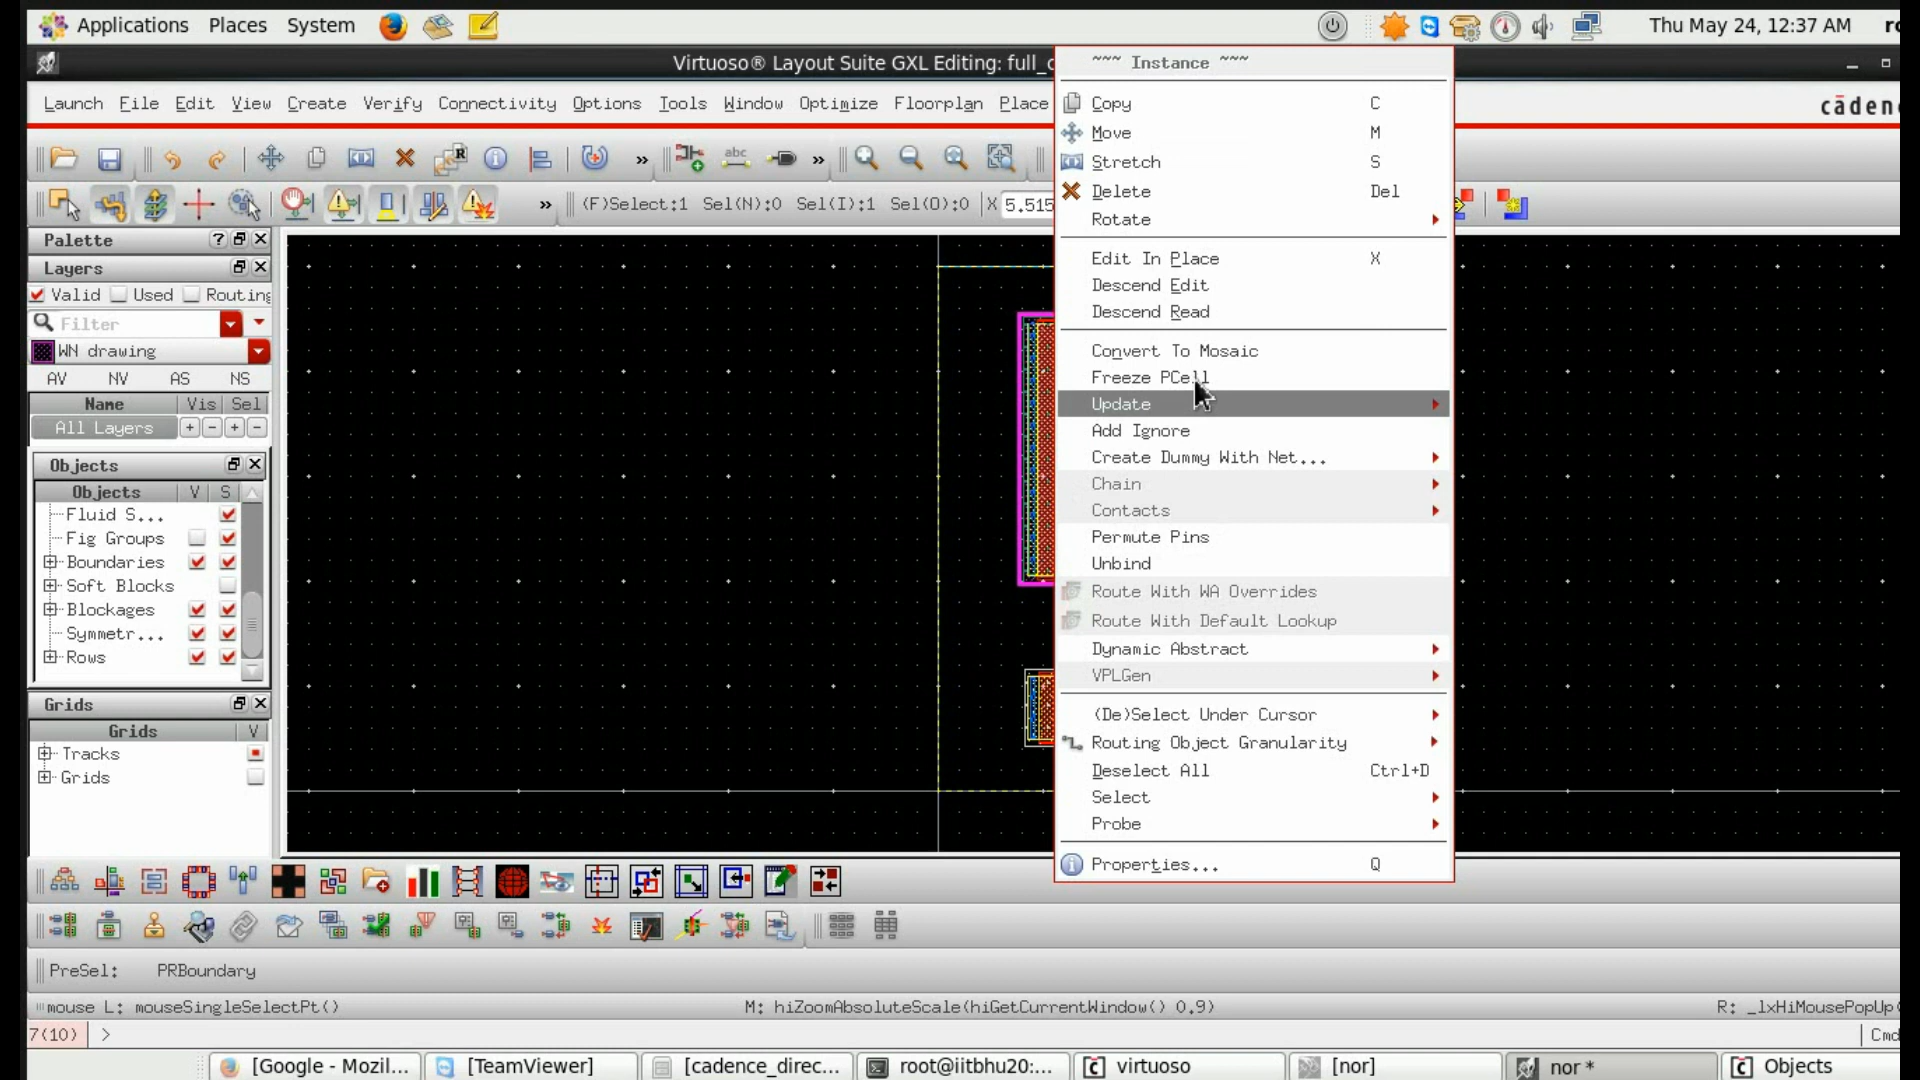 Applications Places System
Thu May 24, 12:37 AM
Virtuoso® Layout Suite GXL Editing: full_
Launch File Edit View Create Verify Connectivity Options Tools Window Optimize Floorplan Place
cādenc
(F)Select:1 Sel(N):0 Sel(I):1 Sel(O):0 X 5.515
Palette
Layers
Valid Used Routing
Filter
WN drawing
AV NV AS NS
Name Vis Sel
All Layers + - + -
Objects
Objects V S
Fluid S...
Fig Groups
Boundaries
Soft Blocks
Blockages
Symmetr...
Rows
Grids
Grids V
Tracks
Grids
~~~ Instance ~~~
Copy C
Move M
Stretch S
Delete Del
Rotate
Edit In Place X
Descend Edit
Descend Read
Convert To Mosaic
Freeze PCell
Update
Add Ignore
Create Dummy With Net...
Chain
Contacts
Permute Pins
Unbind
Route With WA Overrides
Route With Default Lookup
Dynamic Abstract
VPLGen
(De)Select Under Cursor
Routing Object Granularity
Deselect All Ctrl+D
Select
Probe
Properties... Q
PreSel: PRBoundary
mouse L: mouseSingleSelectPt()
M: hiZoomAbsoluteScale(hiGetCurrentWindow() 0.9)
R: _lxHiMousePopUp(
7(10) >
Cmd
[Google - Mozil... [TeamViewer] [cadence_direc... root@iitbhu20:... virtuoso [nor] nor * Objects